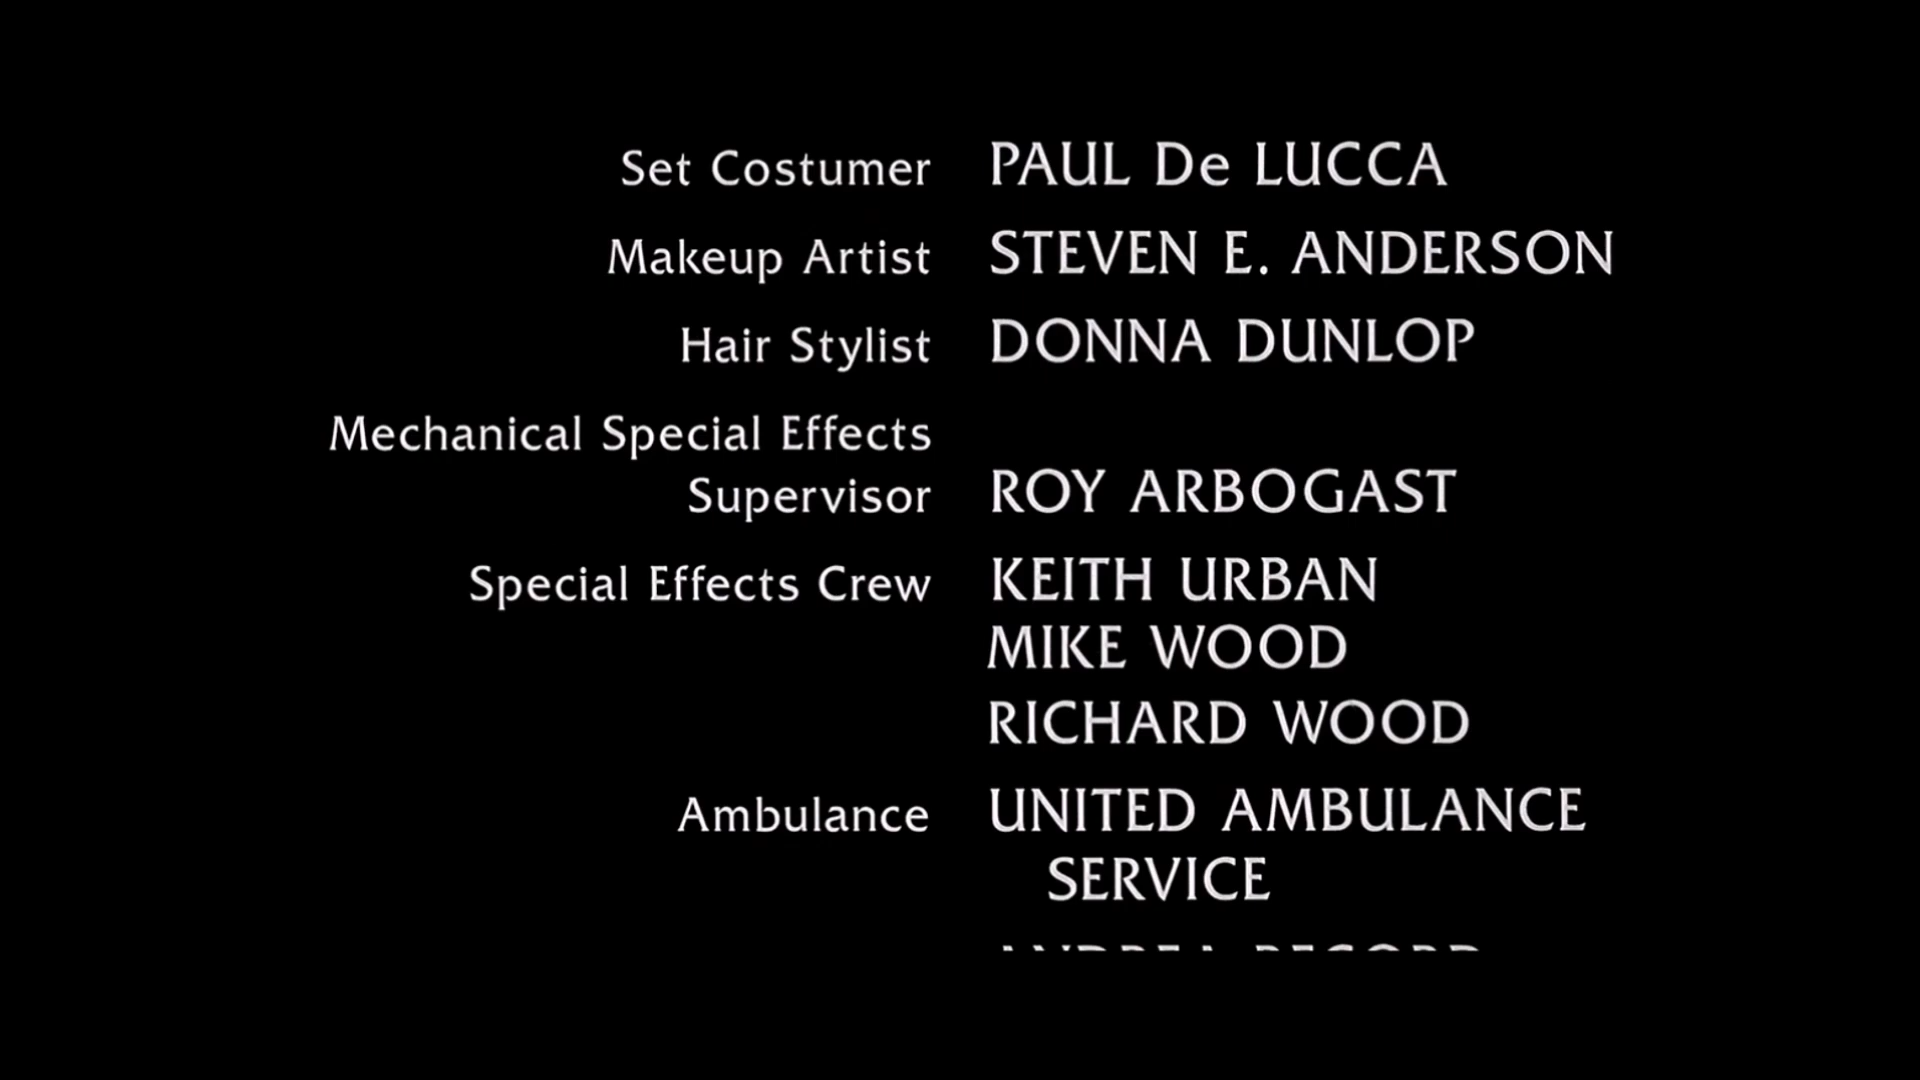 Set Costumer PAUL De LUCCA
Makeup Artist STEVEN E. ANDERSON
Hair Stylist DONNA DUNLOP
Mechanical Special Effects
Supervisor ROY ARBOGAST
Special Effects Crew KEITH URBAN
MIKE WOOD
RICHARD WOOD
Ambulance UNITED AMBULANCE
SERVICE